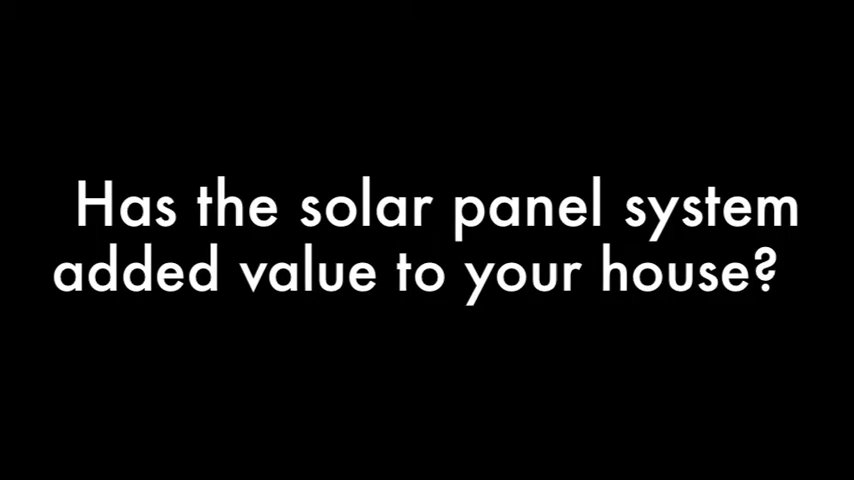 Has the solar panel system
added value to your house?